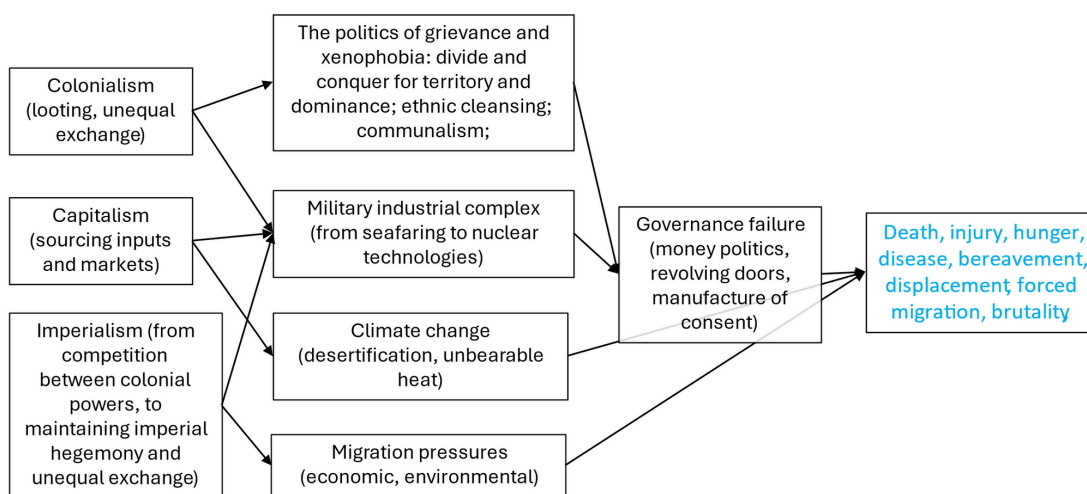 Colonialism
(looting, unequal
exchange)
Capitalism
(sourcing inputs
and markets)
Imperialism (from
competition
between colonial
powers, to
maintaining imperial
hegemony and
unequal exchange)
The politics of grievance and
xenophobia: divide and
conquer for territory and
dominance; ethnic cleansing;
communalism;
Military industrial complex
(from seafaring to nuclear
technologies)
Climate change
(desertification, unbearable
heat)
Migration pressures
(economic, environmental)
Governance failure
(money politics,
revolving doors,
manufacture of
consent)
Death, injury, hunger,
disease, bereavement,
displacement, forced
migration, brutality,